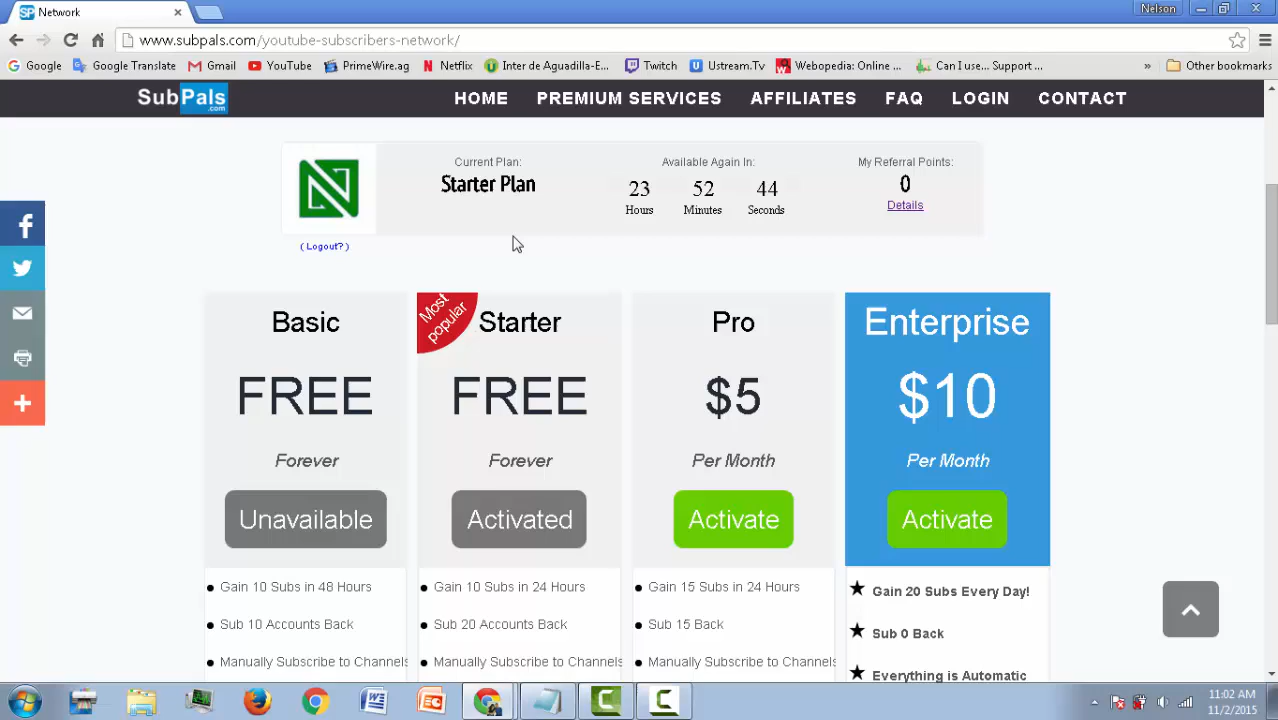 Network
Nelson
www.subpals.com/youtube-subscribers-network/
Google Google Translate Gmail YouTube PrimeWire.ag Netflix Inter de Aguadilla-E... Twitch Ustream.Tv Webopedia: Online ... Can I use... Support ... » Other bookmarks
SubPals.com HOME PREMIUM SERVICES AFFILIATES FAQ LOGIN CONTACT
Current Plan: Available Again In: My Referral Points:
Starter Plan 23 52 44 0
Hours Minutes Seconds Details
( Logout? )
Most popular
Basic Starter Pro Enterprise
FREE FREE $5 $10
Forever Forever Per Month Per Month
Unavailable Activated Activate Activate
Gain 10 Subs in 48 Hours Gain 10 Subs in 24 Hours Gain 15 Subs in 24 Hours Gain 20 Subs Every Day!
Sub 10 Accounts Back Sub 20 Accounts Back Sub 15 Back Sub 0 Back
Manually Subscribe to Channels Manually Subscribe to Channels Manually Subscribe to Channels Everything is Automatic
11:02 AM
11/2/2015